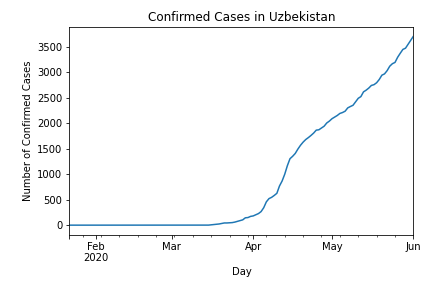 Confirmed Cases in Uzbekistan
Number of Confirmed Cases
3500
3000
2500
2000
1500
1000
500
0
Feb
2020
Mar
Apr
May
Jun
Day